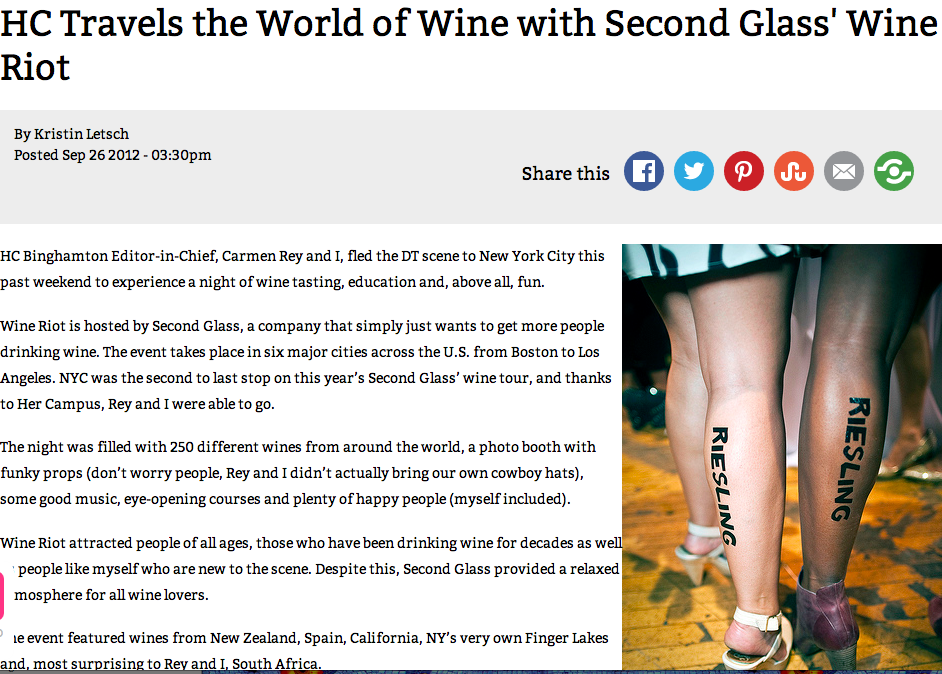 HC Travels the World of Wine with Second Glass' Wine
Riot
By Kristin Letsch
Posted Sep 26 2012 - 03:30pm
Share this
HC Binghamton Editor-in-Chief, Carmen Rey and I, fled the DT scene to New York City this
past weekend to experience a night of wine tasting, education and, above all, fun.
Wine Riot is hosted by Second Glass, a company that simply just wants to get more people
drinking wine. The event takes place in six major cities across the U.S. from Boston to Los
Angeles. NYC was the second to last stop on this year’s Second Glass’ wine tour, and thanks
to Her Campus, Rey and I were able to go.
The night was filled with 250 different wines from around the world, a photo booth with
funky props (don’t worry people, Rey and I didn’t actually bring our own cowboy hats),
some good music, eye-opening courses and plenty of happy people (myself included).
Wine Riot attracted people of all ages, those who have been drinking wine for decades as well
people like myself who are new to the scene. Despite this, Second Glass provided a relaxed
mosphere for all wine lovers.
e event featured wines from New Zealand, Spain, California, NY’s very own Finger Lakes
and, most surprising to Rey and I, South Africa.
RIESLING
RIESLING